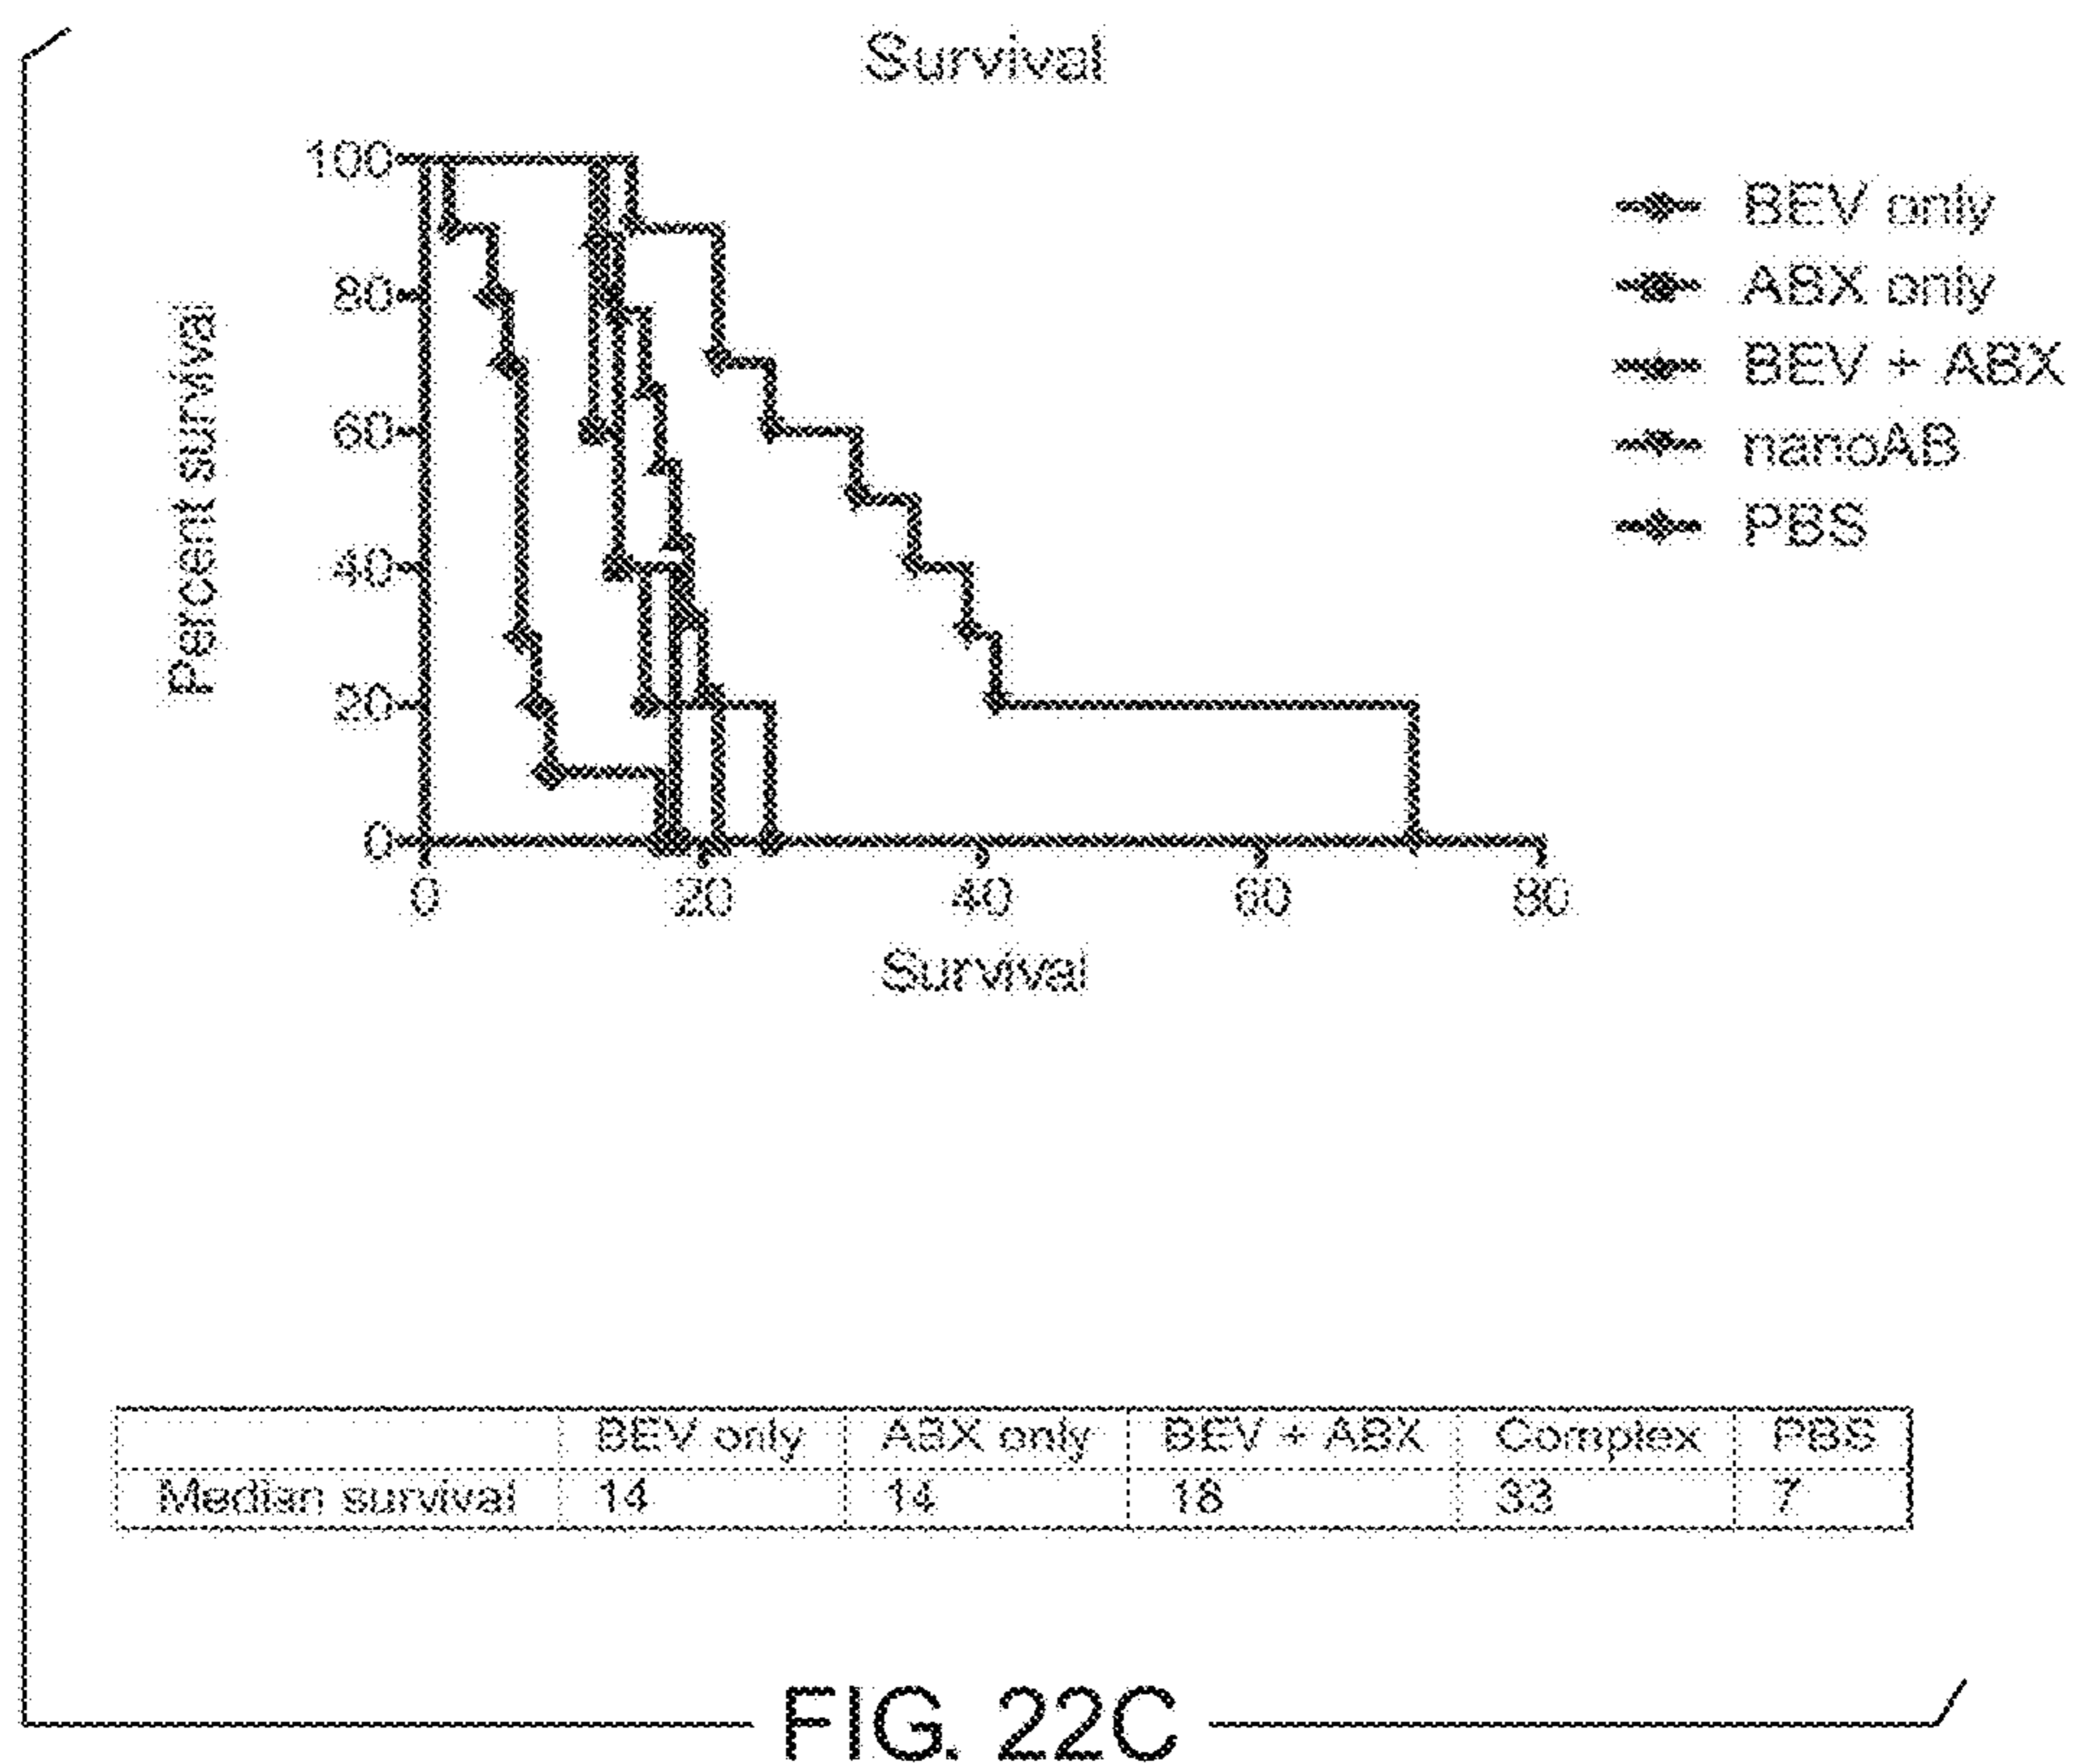 Survival
100
80
60
40
20
0
Percent survival
0 20 40 60 80
Survival
BEV only
ABX only
BEV + ABX
nanoAB
PBS
BEV only ABX only BEV + ABX Complex PBS
Median survival 14 14 18 33 7
FIG. 22C